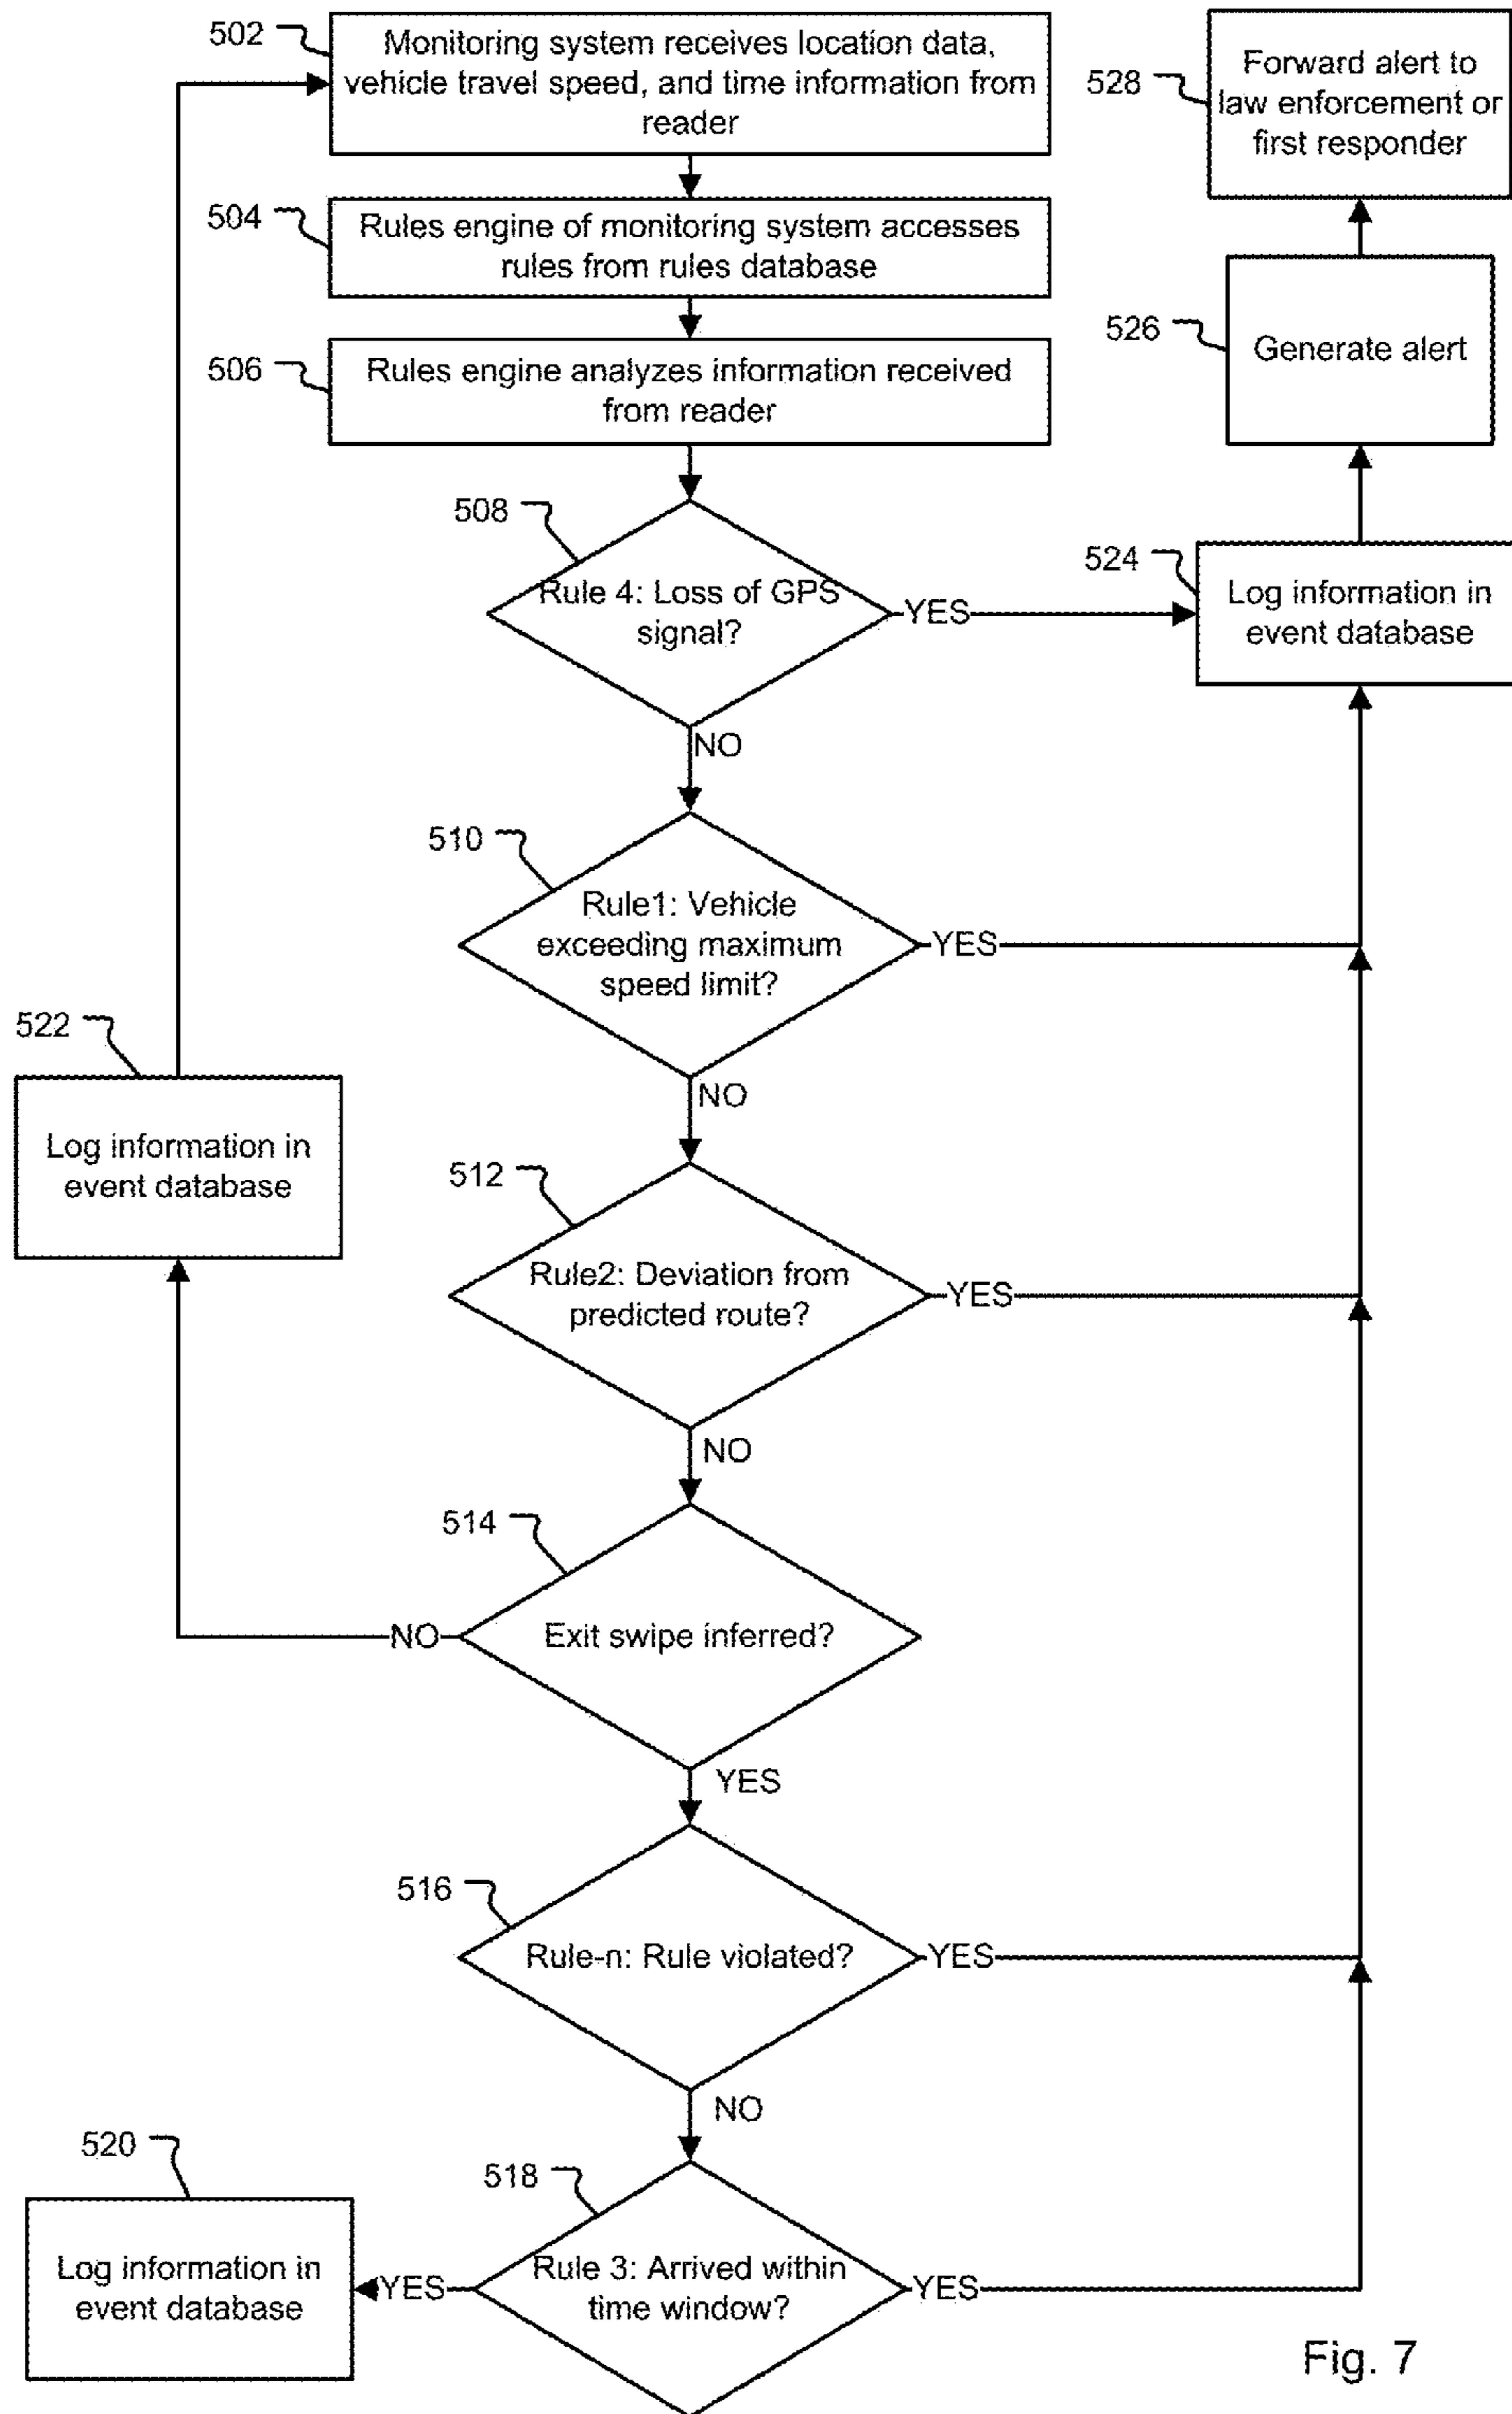 502
Monitoring system receives location data,
vehicle travel speed, and time information from
reader
528
Forward alert to
law enforcement or
first responder
504
Rules engine of monitoring system accesses
rules from rules database
526
Generate alert
506
Rules engine analyzes information received
from reader
508
Rule 4: Loss of GPS
signal?
YES
NO
524
Log information in
event database
510
Rule1: Vehicle
exceeding maximum
speed limit?
YES
NO
522
Log information in
event database
512
Rule2: Deviation from
predicted route?
YES
NO
514
Exit swipe inferred?
NO
YES
516
Rule-n: Rule violated?
YES
NO
520
Log information in
event database
518
Rule 3: Arrived within
time window?
YES
YES
Fig. 7